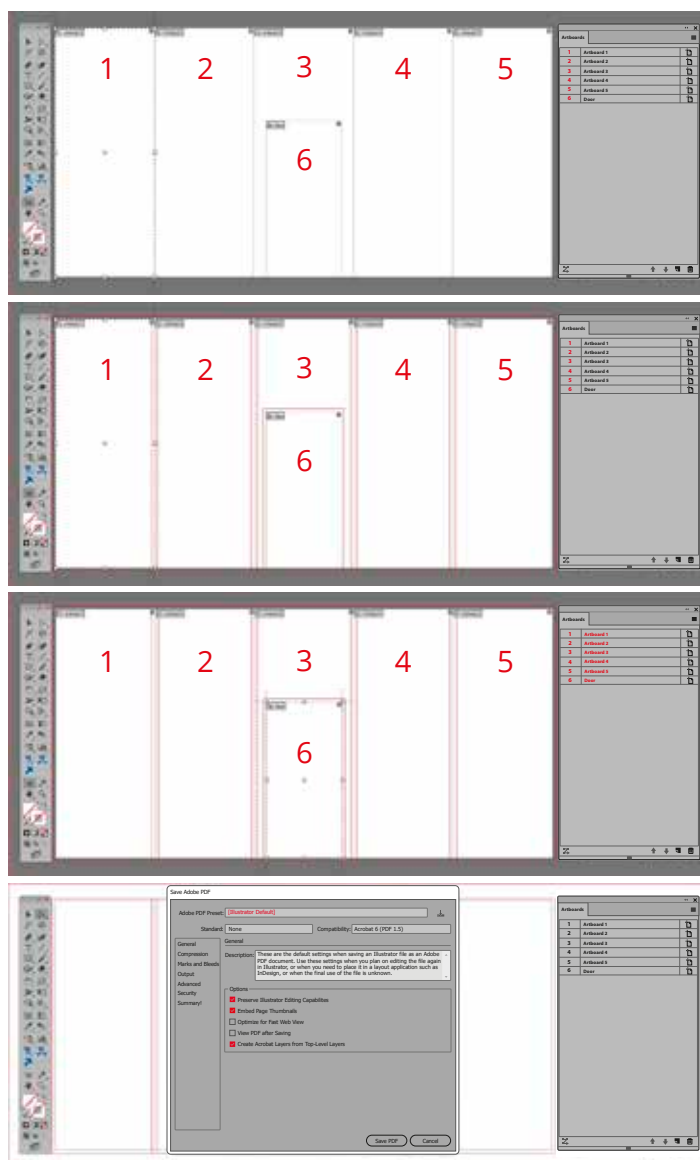 Artboards
1 2 3 4 5
6
1 Artboard 1
2 Artboard 2
3 Artboard 3
4 Artboard 4
5 Artboard 5
6 Door
Artboards
1 2 3 4 5
6
1 Artboard 1
2 Artboard 2
3 Artboard 3
4 Artboard 4
5 Artboard 5
6 Door
Artboards
1 2 3 4 5
6
1 Artboard 1
2 Artboard 2
3 Artboard 3
4 Artboard 4
5 Artboard 5
6 Door
Save Adobe PDF
Adobe PDF Preset: [Illustrator Default]
Standard: None Compatibility: Acrobat 6 (PDF 1.5)
General
Compression
Marks and Bleeds
Output
Advanced
Security
Summary!
General
Description: These are the default settings when saving an Illustrator file as an Adobe
PDF document. Use these settings when you plan on editing the file again
in Illustrator, or when you need to place it in a layout application such as
InDesign, or when the final use of the file is unknown.
Options
Preserve Illustrator Editing Capabilities
Embed Page Thumbnails
Optimize for Fast Web View
View PDF after Saving
Create Acrobat Layers from Top-Level Layers
Save PDF Cancel
Artboards
1 Artboard 1
2 Artboard 2
3 Artboard 3
4 Artboard 4
5 Artboard 5
6 Door